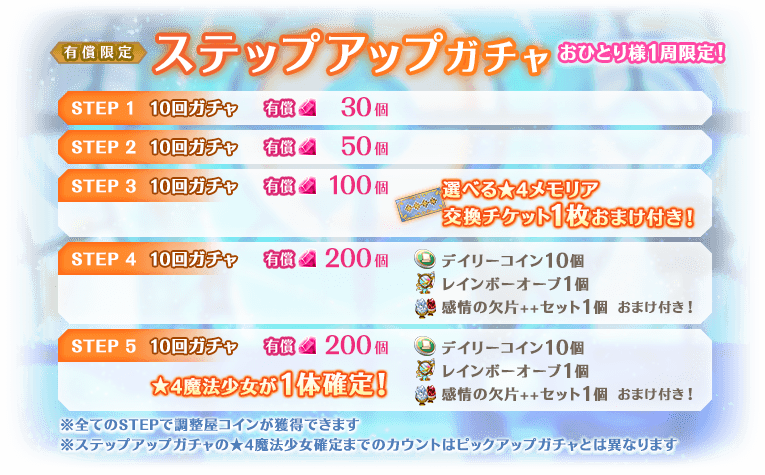 有償限定 ステップアップガチャ おひとり様1周限定!
STEP 1 10回ガチャ 有償 30個
STEP 2 10回ガチャ 有償 50個
STEP 3 10回ガチャ 有償 100個
選べる★4メモリア
交換チケット1枚おまけ付き!
STEP 4 10回ガチャ 有償 200個
デイリーコイン10個
レインボーオーブ1個
感情の欠片++セット1個 おまけ付き!
STEP 5 10回ガチャ 有償 200個
★4魔法少女が1体確定!
デイリーコイン10個
レインボーオーブ1個
感情の欠片++セット1個 おまけ付き!
※全てのSTEPで調整屋コインが獲得できます
※ステップアップガチャの★4魔法少女確定までのカウントはピックアップガチャとは異なります